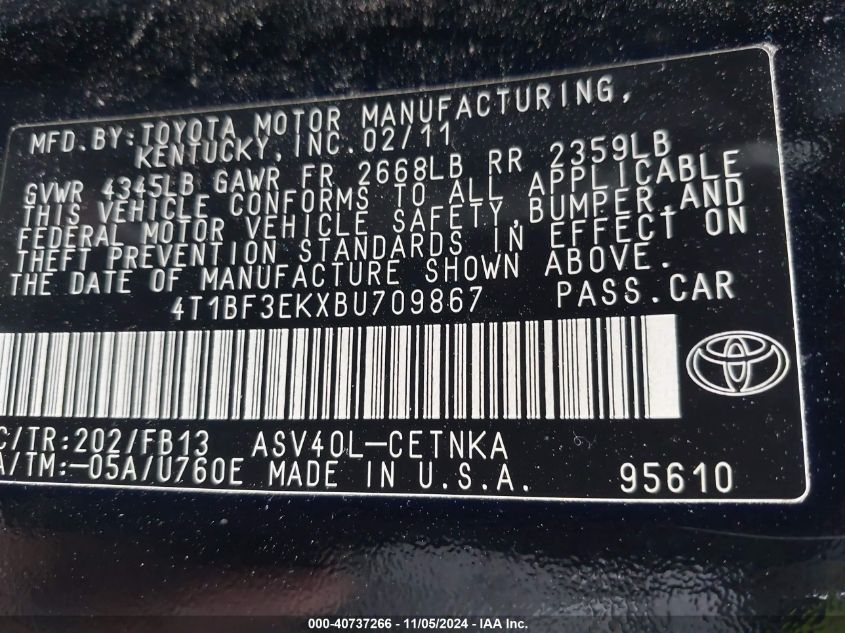 MFD.BY:TOYOTA MOTOR MANUFACTURING,
KENTUCKY,INC.02/11
GVWR 4345LB GAWR FR 2668LB RR 2359LB
THIS VEHICLE CONFORMS TO ALL APPLICABLE
FEDERAL MOTOR VEHICLE SAFETY,BUMPER,AND
THEFT PREVENTION STANDARDS IN EFFECT ON
THE DATE OF MANUFACTURE SHOWN ABOVE.
4T1BF3EKXBU709867 PASS.CAR
C/TR:202/FB13 ASV40L-CETNKA
A/TM:-05A/U760E MADE IN U.S.A. 95610
000-40737266 - 11/05/2024 - IAA Inc.